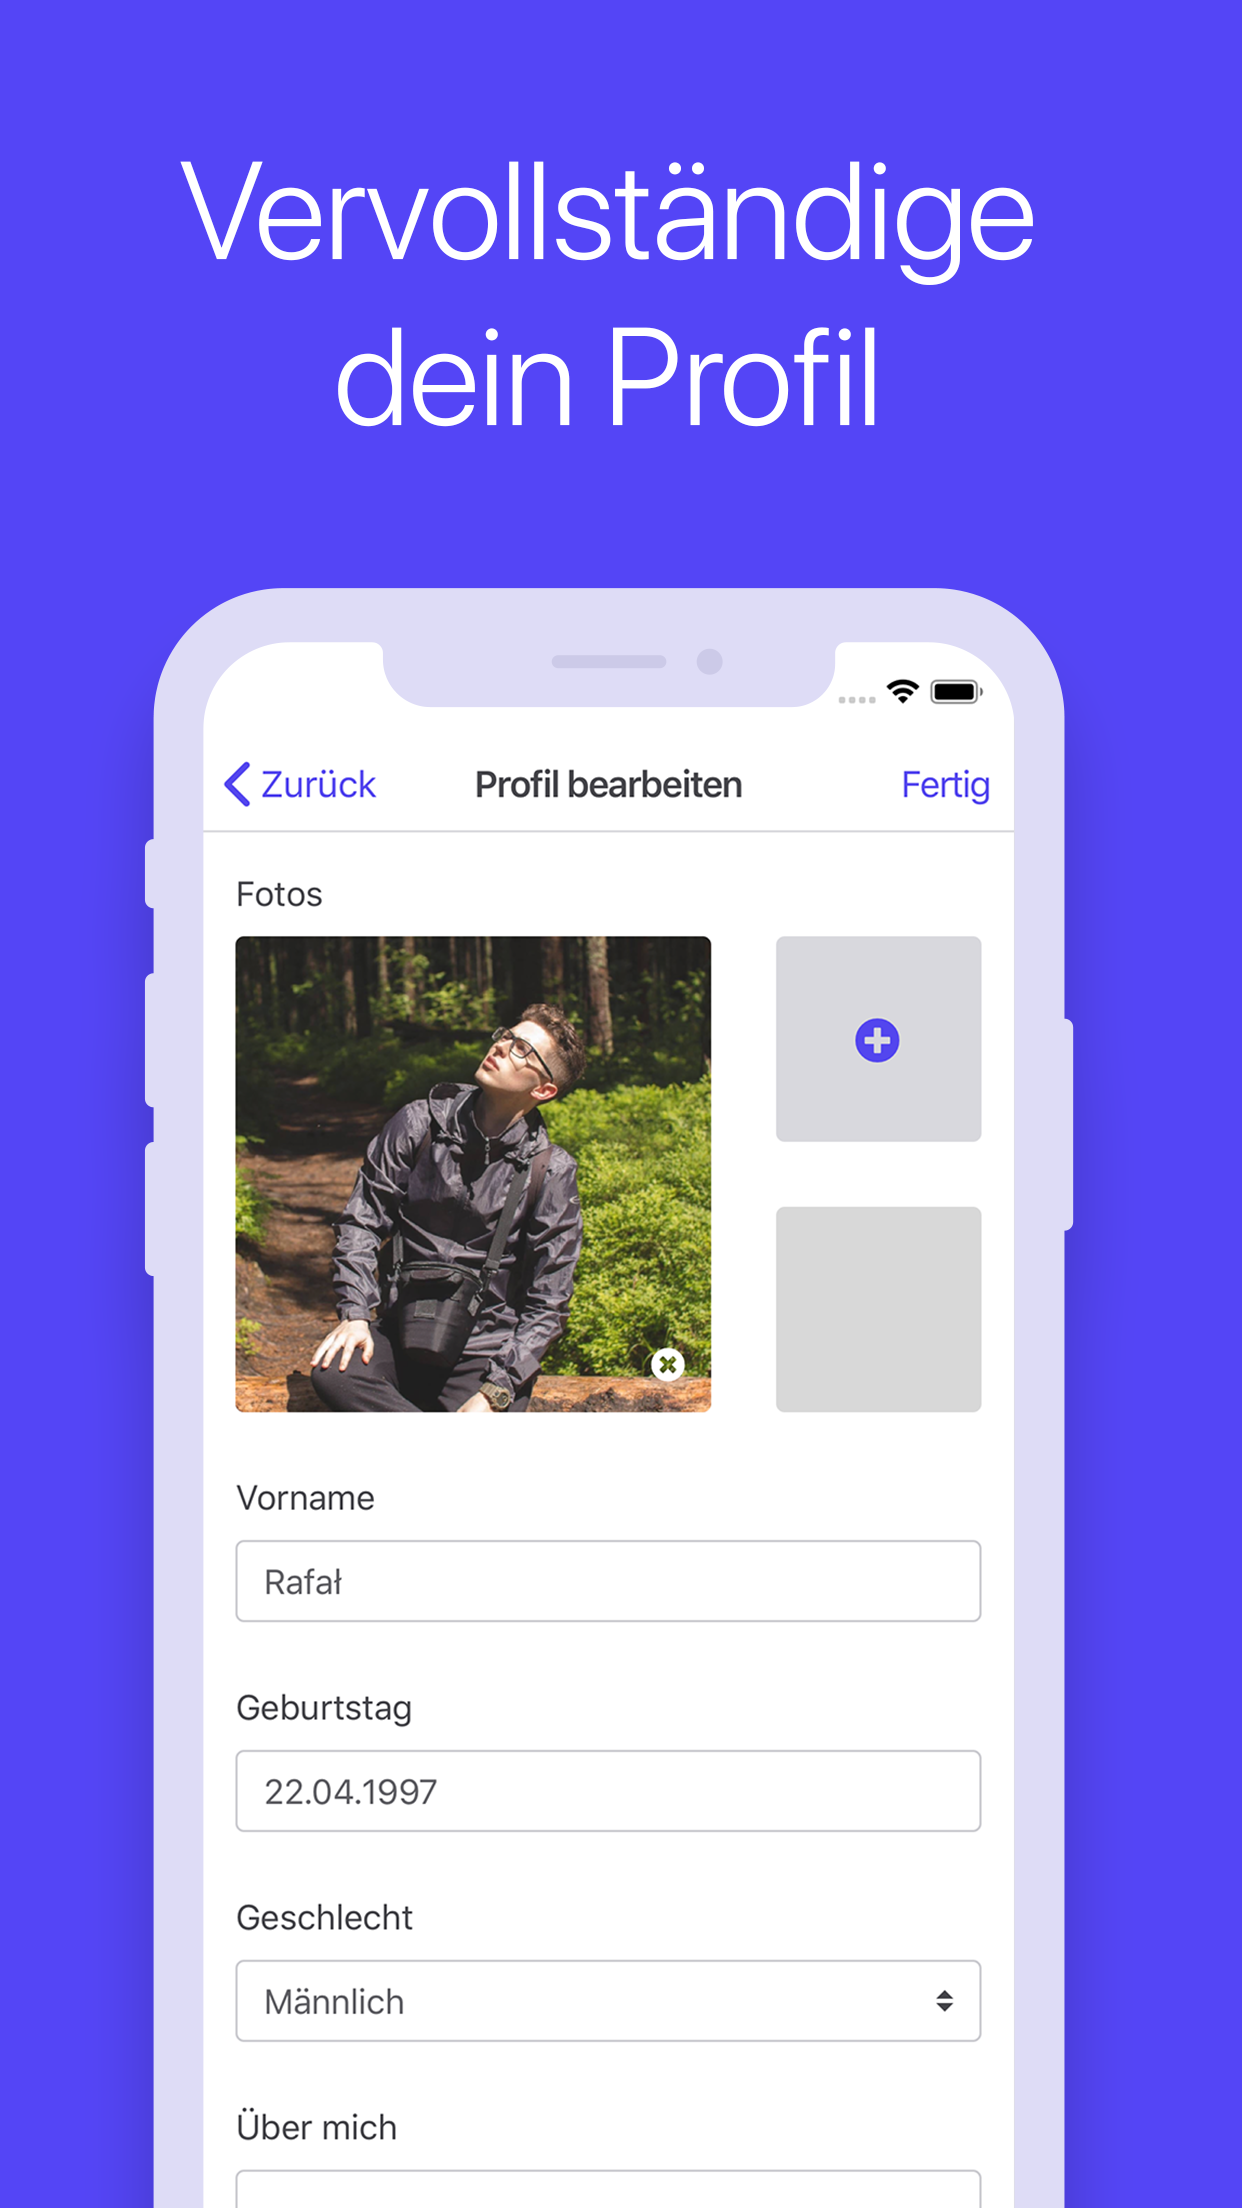 Vervollständige
dein Profil
Zurück
Profil bearbeiten
Fertig
Fotos
Vorname
Rafał
Geburtstag
22.04.1997
Geschlecht
Männlich
Über mich